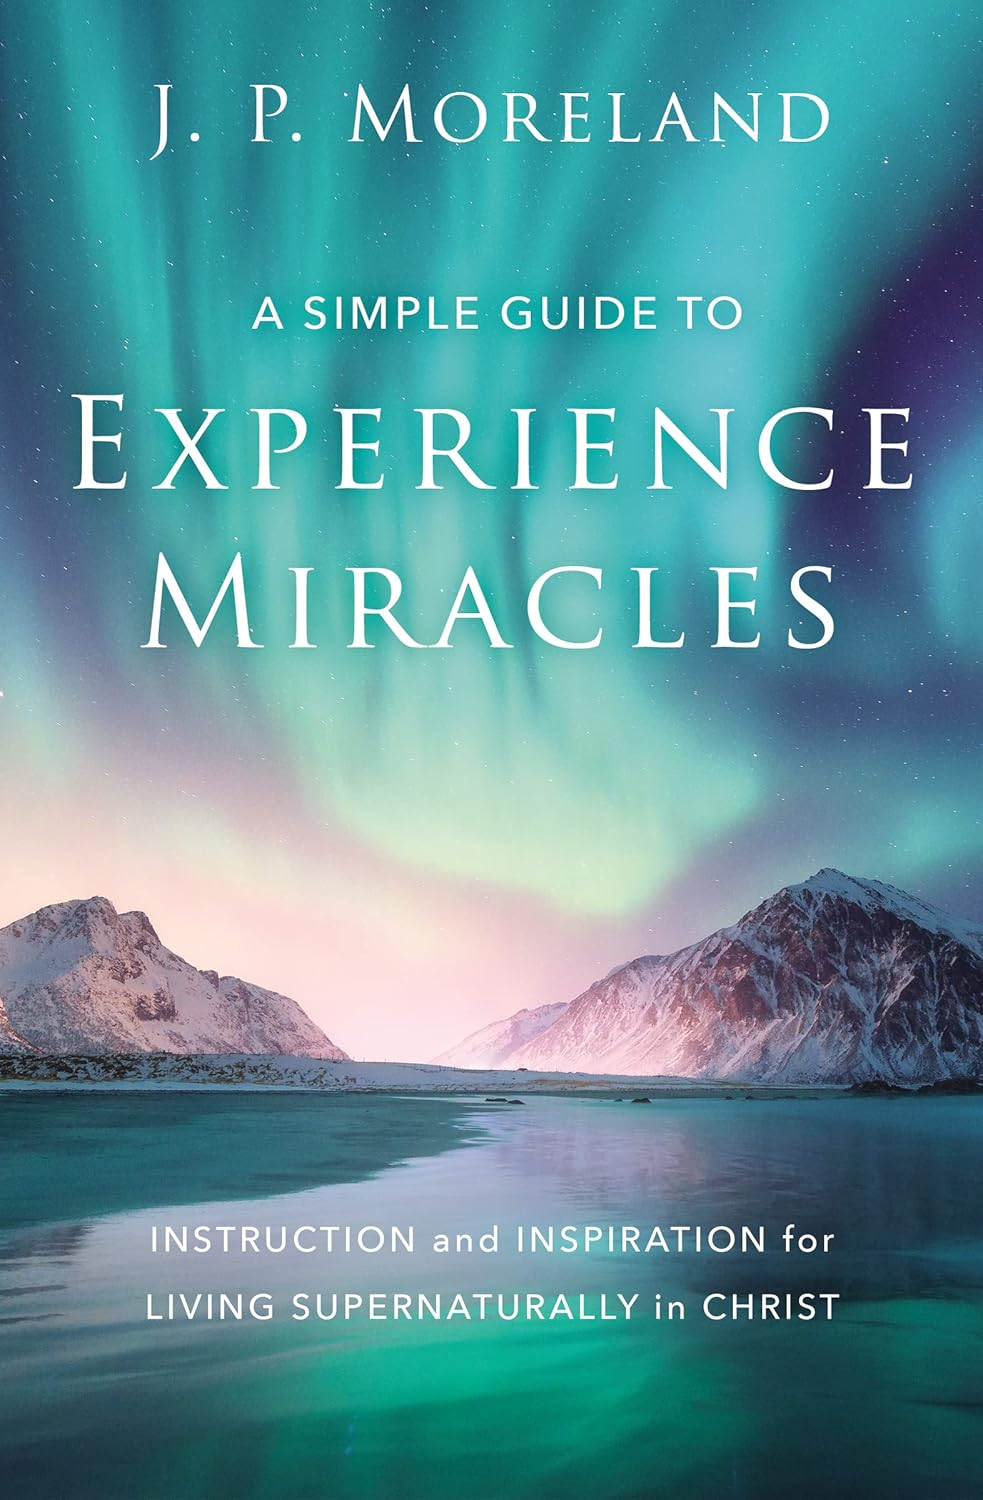 J. P. MORELAND
A SIMPLE GUIDE TO
EXPERIENCE
MIRACLES
INSTRUCTION and INSPIRATION for
LIVING SUPERNATURALLY in CHRIST